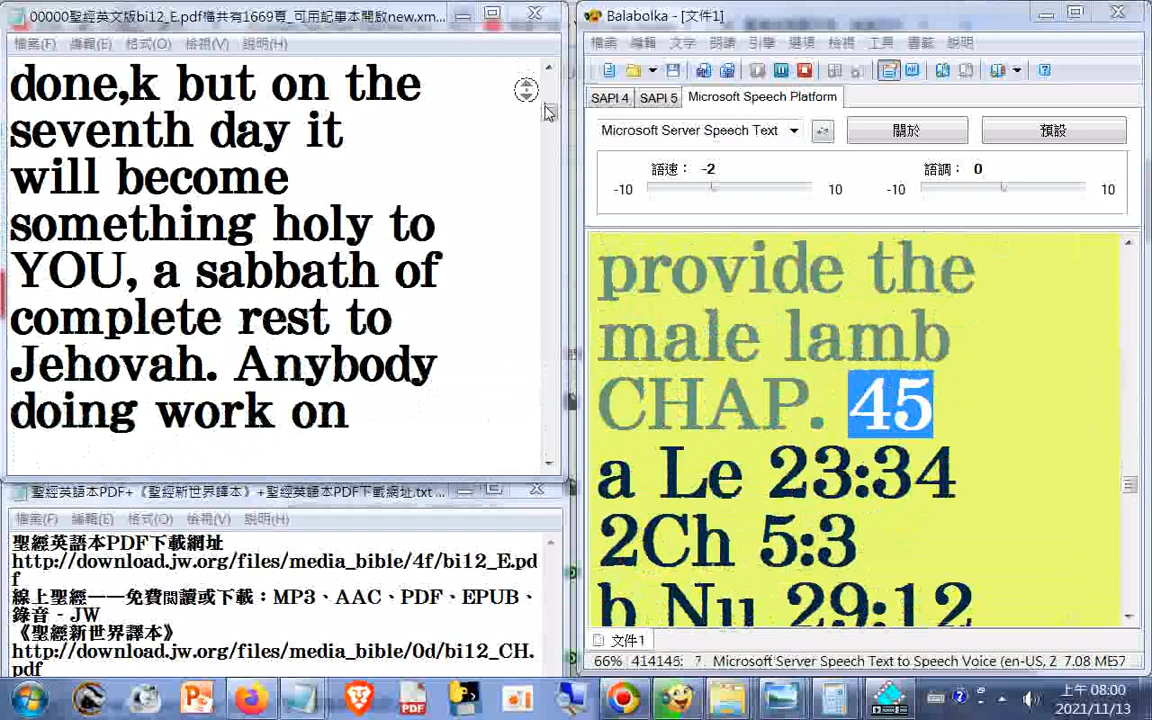 00000聖經英文版bi12_E.pdf檔共有1669頁_可用記事本開啟new.xm...
檔案(F) 編輯(E) 格式(O) 檢視(V) 說明(H)
done,k but on the
seventh day it
will become
something holy to
YOU, a sabbath of
complete rest to
Jehovah. Anybody
doing work on
聖經英語本PDF+《聖經新世界譯本》+聖經英語本PDF下載網址.txt ...
檔案(F) 編輯(E) 格式(O) 檢視(V) 說明(H)
聖經英語本PDF下載網址
http://download.jw.org/files/media_bible/4f/bi12_E.pd
f
線上聖經——免費閱讀或下載：MP3、AAC、PDF、EPUB、
錄音 - JW
《聖經新世界譯本》
http://download.jw.org/files/media_bible/0d/bi12_CH.
pdf
Balabolka - [文件1]
檔案 編輯 文字 朗讀 引擎 選項 檢視 工具 書籤 說明
SAPI 4 SAPI 5 Microsoft Speech Platform
Microsoft Server Speech Text 關於 預設
語速： -2 語調： 0
-10 10 -10 10
provide the
male lamb
CHAP. 45
a Le 23:34
2Ch 5:3
b Nu 29:12
文件1
66% 414145: ? Microsoft Server Speech Text to Speech Voice (en-US, Z 7.08 ME57
PDF
上午 08:00
2021/11/13